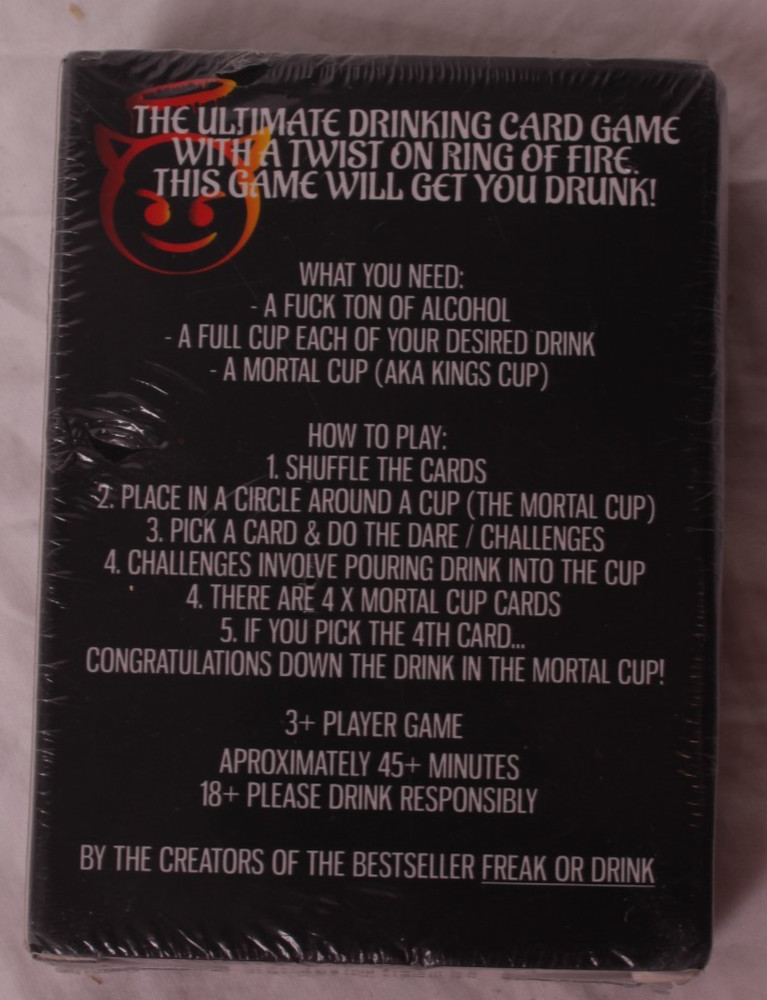 THE ULTIMATE DRINKING CARD GAME
WITH A TWIST ON RING OF FIRE.
THIS GAME WILL GET YOU DRUNK!
WHAT YOU NEED:
- A FUCK TON OF ALCOHOL
- A FULL CUP EACH OF YOUR DESIRED DRINK
- A MORTAL CUP (AKA KINGS CUP)
HOW TO PLAY:
1. SHUFFLE THE CARDS
2. PLACE IN A CIRCLE AROUND A CUP (THE MORTAL CUP)
3. PICK A CARD & DO THE DARE / CHALLENGES
4. CHALLENGES INVOLVE POURING DRINK INTO THE CUP
4. THERE ARE 4 X MORTAL CUP CARDS
5. IF YOU PICK THE 4TH CARD...
CONGRATULATIONS DOWN THE DRINK IN THE MORTAL CUP!
3+ PLAYER GAME
APROXIMATELY 45+ MINUTES
18+ PLEASE DRINK RESPONSIBLY
BY THE CREATORS OF THE BESTSELLER FREAK OR DRINK